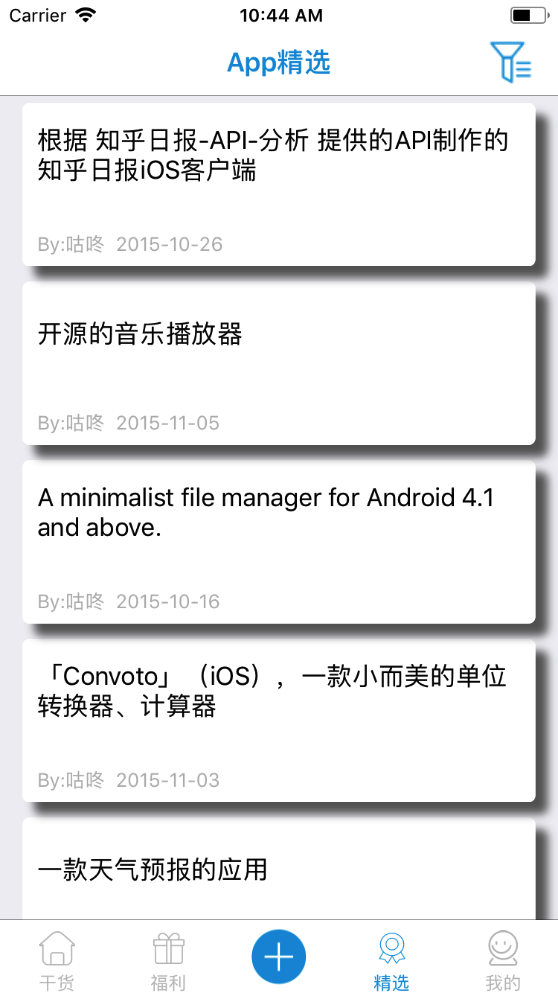 Carrier 10:44 AM
App精选
根据 知乎日报-API-分析 提供的API制作的
知乎日报iOS客户端
By:咕咚 2015-10-26
开源的音乐播放器
By:咕咚 2015-11-05
A minimalist file manager for Android 4.1
and above.
By:咕咚 2015-10-16
「Convoto」（iOS），一款小而美的单位
转换器、计算器
By:咕咚 2015-11-03
一款天气预报的应用
干货 福利 精选 我的